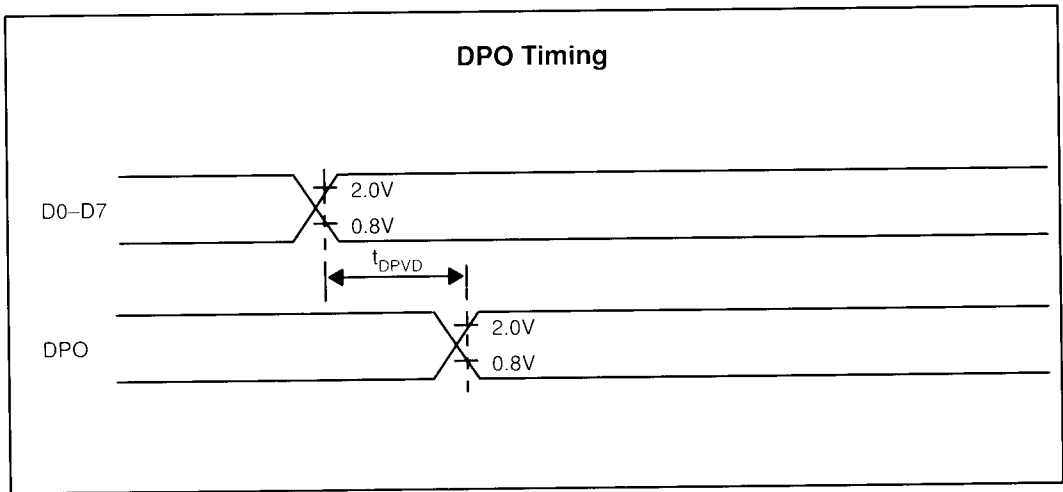 DPO Timing
D0–D7
2.0V
0.8V
tDPVD
DPO
2.0V
0.8V